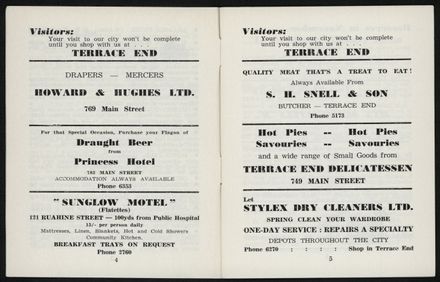 Visitors:
Your visit to our city won't be complete
until you shop with us at . . .
TERRACE END
DRAPERS — MERCERS
HOWARD & HUGHES LTD.
769 Main Street
For that Special Occasion, Purchase your Flagon of
Draught Beer
from
Princess Hotel
782 MAIN STREET
ACCOMMODATION ALWAYS AVAILABLE
Phone 6353
"SUNGLOW MOTEL"
(Flatettes)
121 RUAHINE STREET — 100yds from Public Hospital
15/- per person daily
Mattresses, Linen, Blankets, Hot and Cold Showers
Community Kitchen.
BREAKFAST TRAYS ON REQUEST
Phone 2760
4
Visitors:
Your visit to our city won't be complete
until you shop with us at . . .
TERRACE END
QUALITY MEAT THAT'S A TREAT TO EAT!
Always Available From
S. H. SNELL & SON
BUTCHER — TERRACE END
Phone 5173
Hot Pies -- Hot Pies
Savouries -- Savouries
and a wide range of Small Goods from
TERRACE END DELICATESSEN
749 MAIN STREET
Let
STYLEX DRY CLEANERS LTD.
SPRING CLEAN YOUR WARDROBE
ONE-DAY SERVICE : REPAIRS A SPECIALTY
DEPOTS THROUGHOUT THE CITY
Phone 6270 : : : : Shop in Terrace End
5